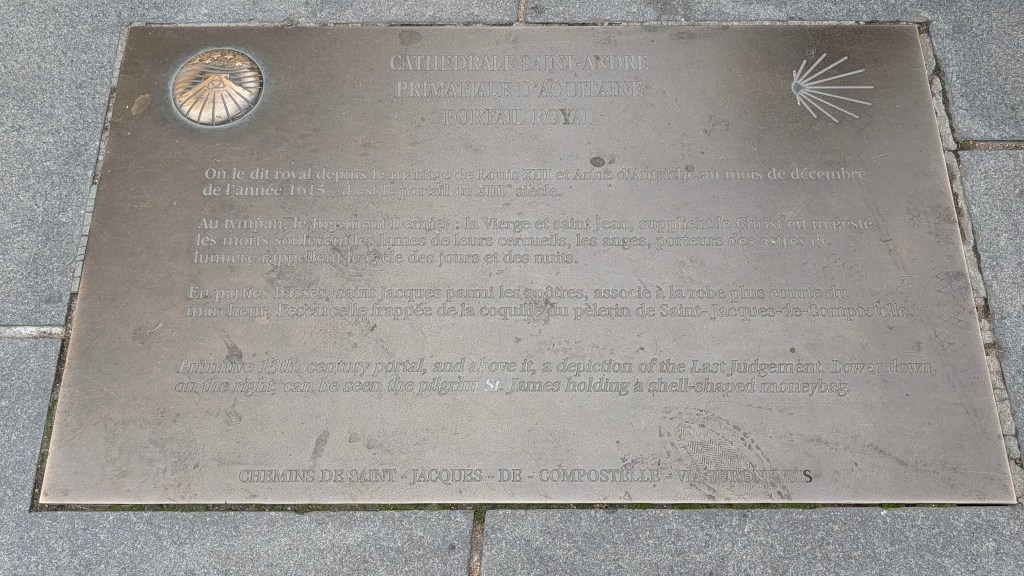 CATHEDRALE SAINT-ANDRE
PRIMATIALE D'AQUITAINE
PORTAIL ROYAL
On le dit royal depuis le mariage de Louis XIII et Anne d'Autriche au mois de décembre
de l'année 1615... il est le portail du XIIIe siècle.
Au tympan, le Jugement Dernier : la Vierge et saint Jean, supplient le Christ en majesté
les morts soulèvent les lames de leurs cercueils, les anges, porteurs des astres de
lumière rappellent le cycle des jours et des nuits.
En parties basses, saint Jacques parmi les apôtres, associe à la robe plus courte du
marcheur, l'escarcelle frappée de la coquille du pèlerin de Saint-Jacques-de-Compostelle.
Primitive 13th, century portal, and above it, a depiction of the Last Judgement. Lower down,
on the right, can be seen the pilgrim St. James holding a shell-shaped moneybag.
CHEMINS DE SAINT - JACQUES - DE - COMPOSTELLE - VIA TURONENSIS